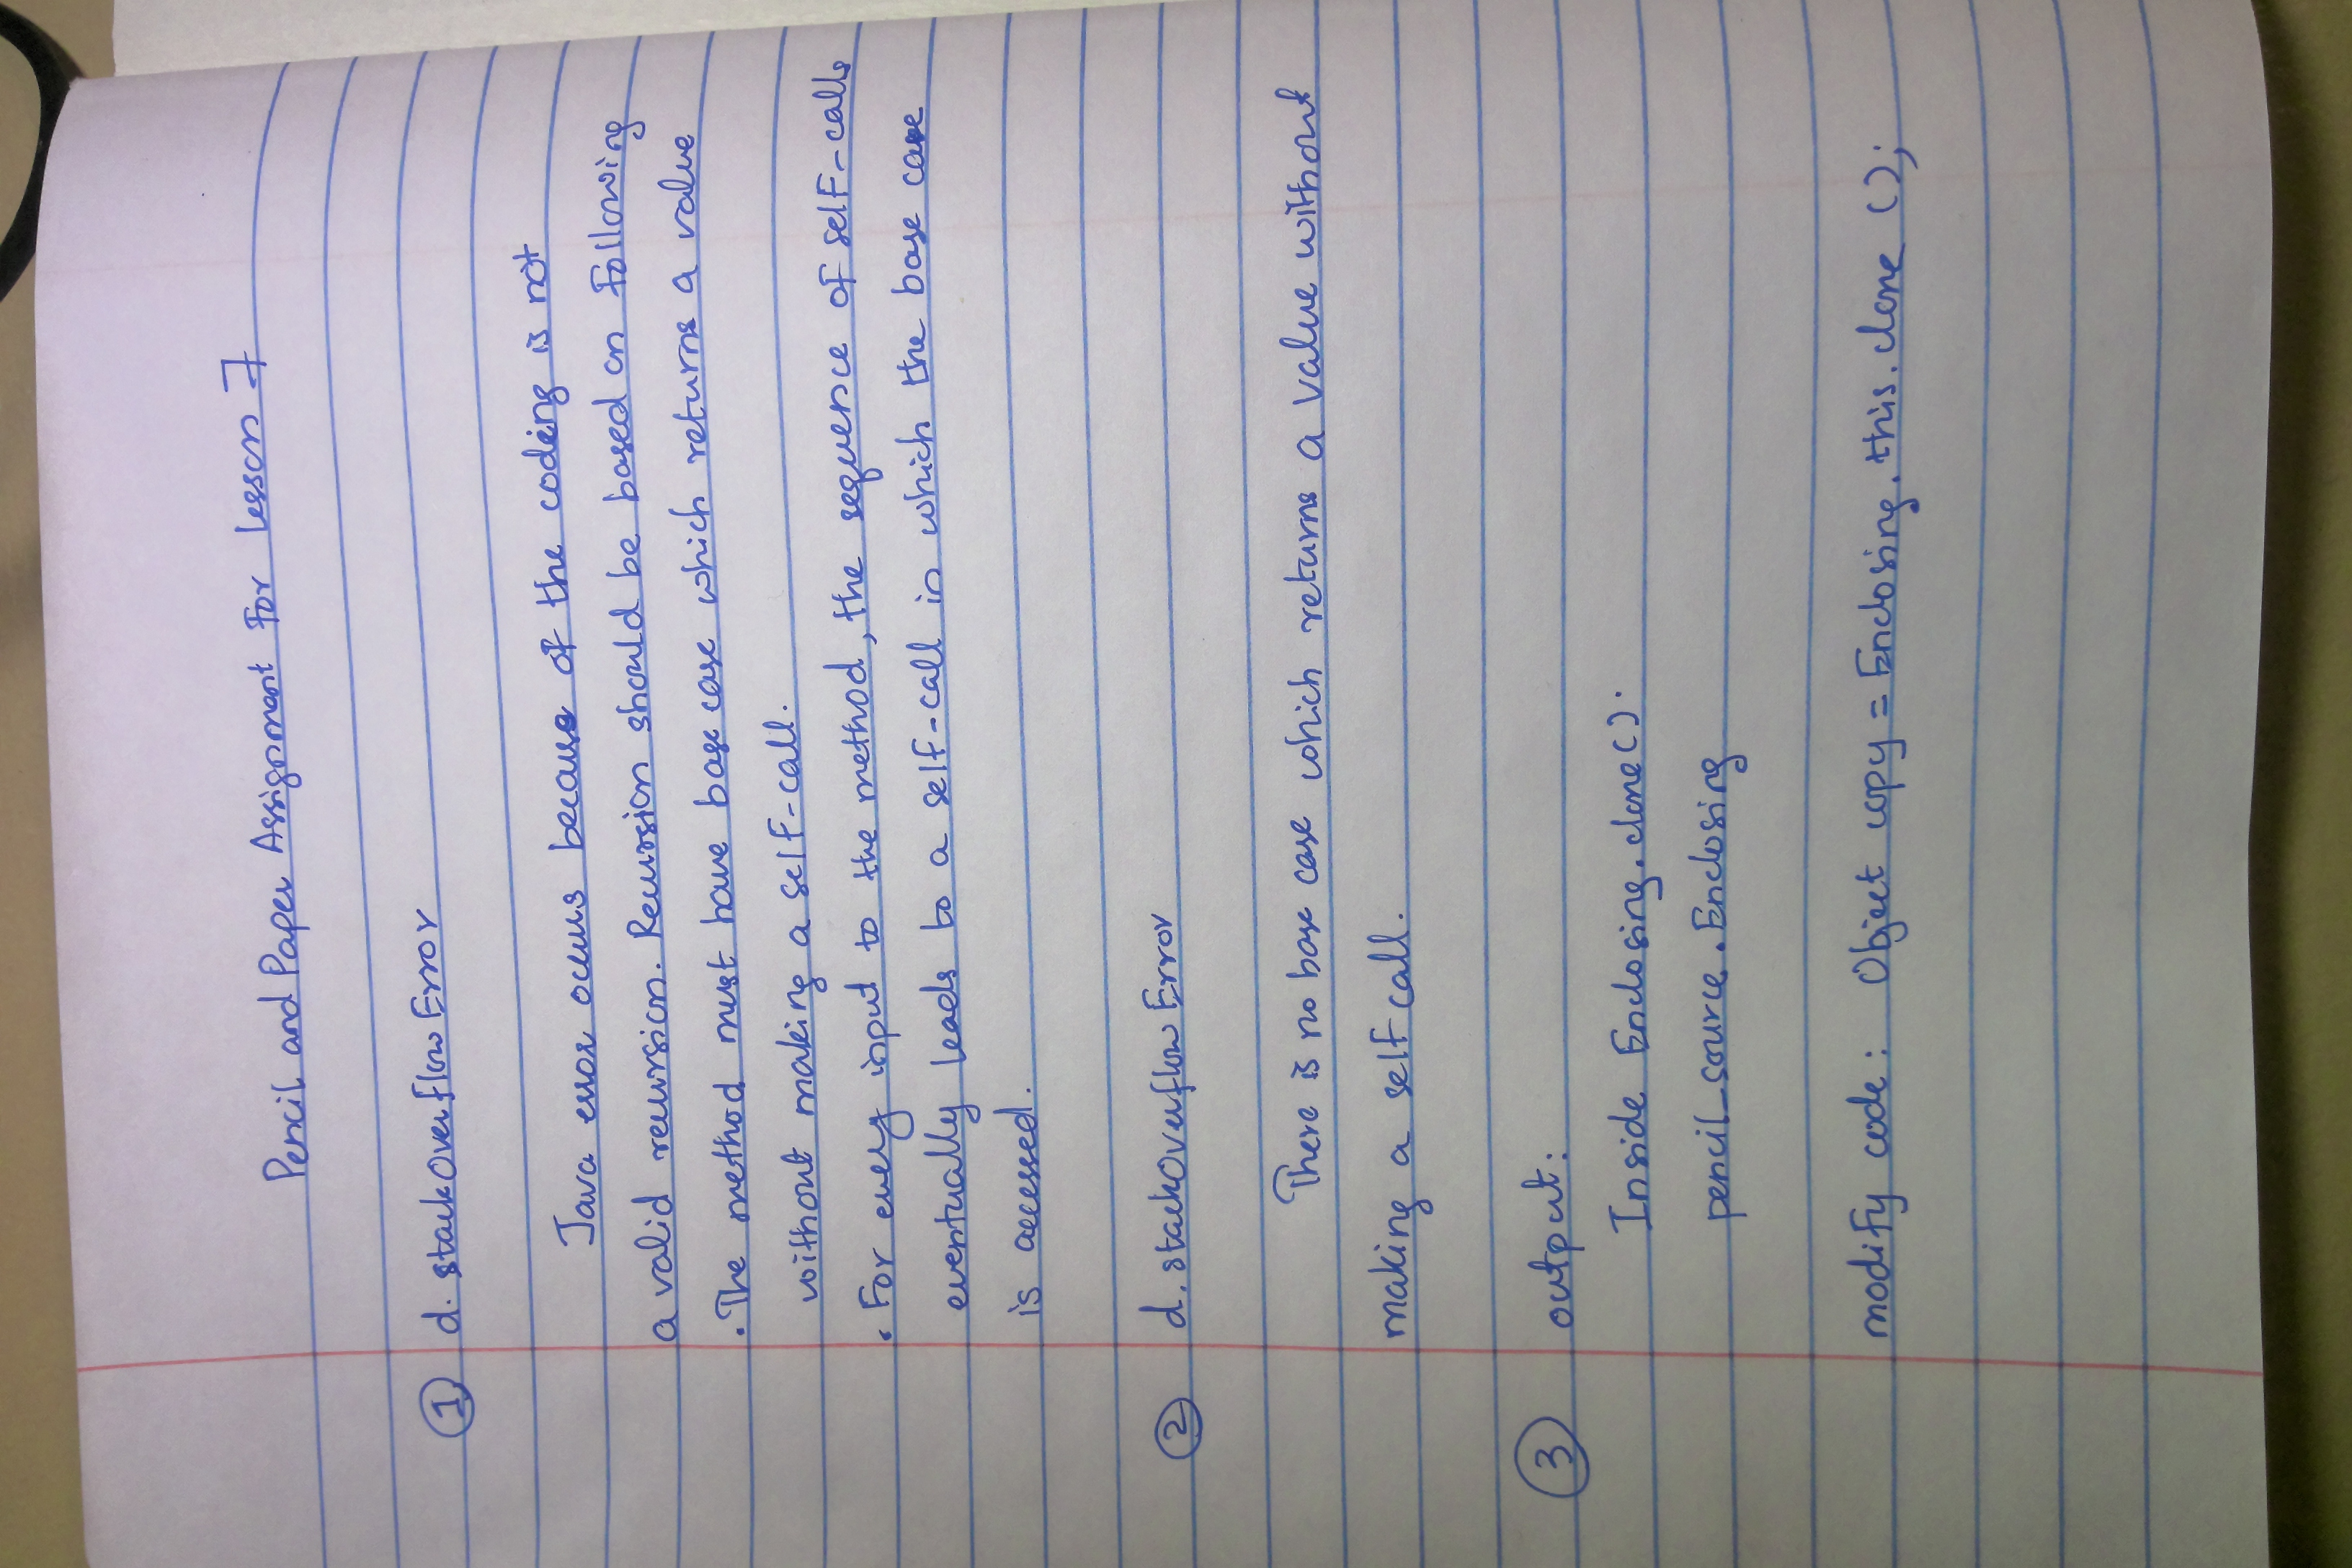 Pencil and Paper Assignment For Lesson 7
1 d. stackOverflowError
Java error occurs because of the coding is not
a valid recursion. Recursion should be based on Following
• The method must have base case which returns a value
without making a self-call.
• For every input to the method, the sequence of self-calls
eventually leads to a self-call in which the base case
is accessed.
2 d. stackOverflowError
There is no base case which returns a value without
making a self call.
3 output:
Inside Enclosing.clone().
pencil_source.Enclosing
modify code: Object copy = Enclosing.this.clone ();